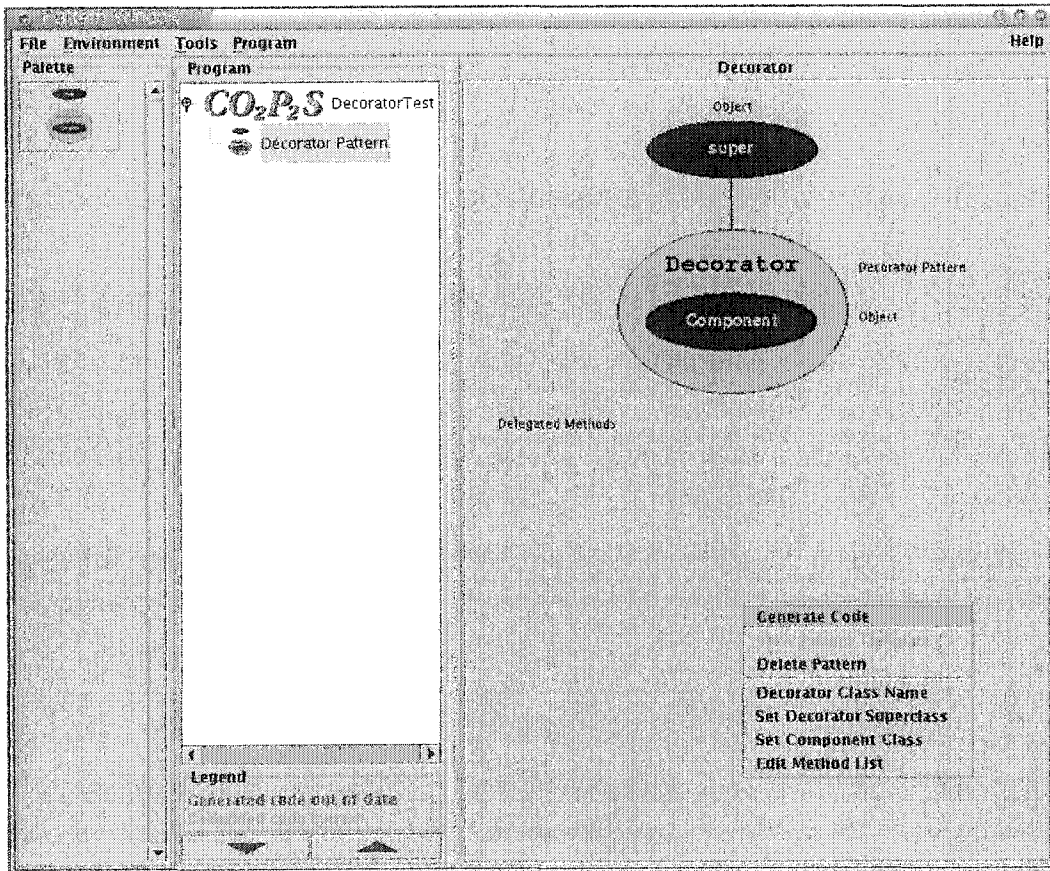 File Environment Tools Program Help
Palette
Program
Decorator
CO2P2S DecoratorTest
Decorator Pattern
Object
super
Decorator
Decorator Pattern
Component
Object
Delegated Methods
Generate Code
Delete Pattern
Decorator Class Name
Set Decorator Superclass
Set Component Class
Edit Method List
Legend
Generated code out of date